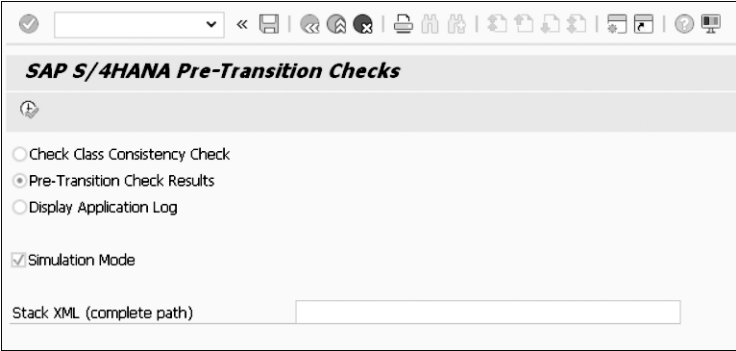 SAP S/4HANA Pre-Transition Checks
Check Class Consistency Check
Pre-Transition Check Results
Display Application Log
Simulation Mode
Stack XML (complete path)